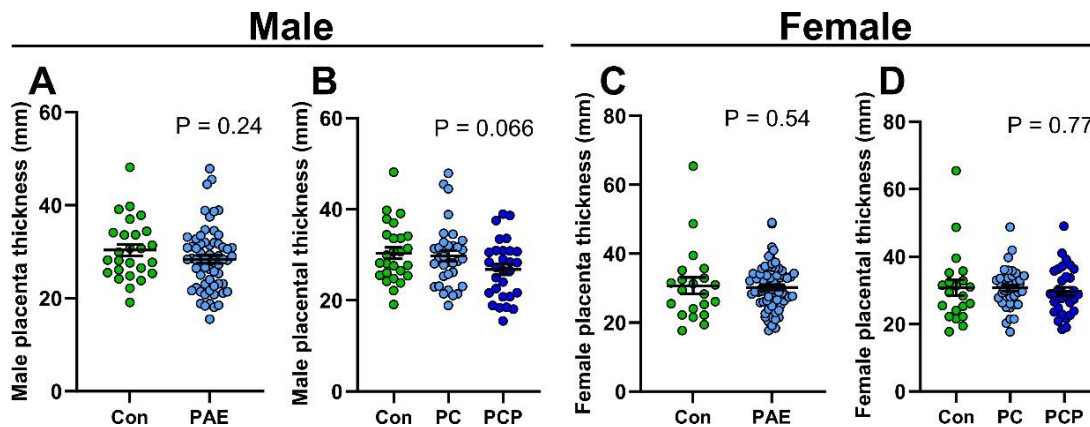 Male
Female
A
Male placenta thickness (mm)
60
40
20
0
P = 0.24
Con
PAE
B
Male placenta thickness (mm)
60
40
20
0
P = 0.066
Con
PC
PCP
C
Female placental thickness (mm)
80
60
40
20
0
P = 0.54
Con
PAE
D
Female placental thickness (mm)
80
60
40
20
0
P = 0.77
Con
PC
PCP